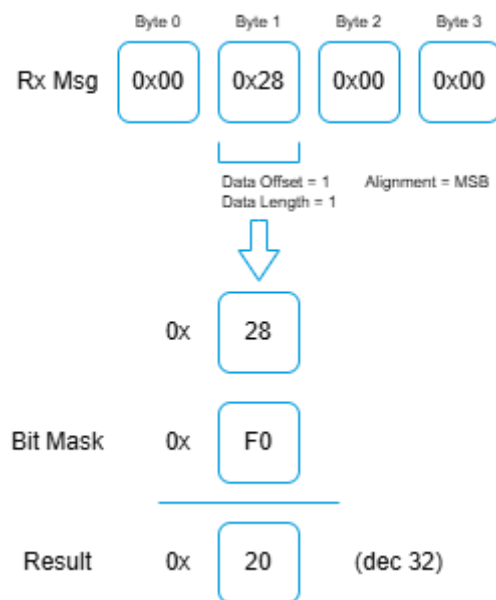 Byte 0 Byte 1 Byte 2 Byte 3
Rx Msg 0x00 0x28 0x00 0x00
Data Offset = 1 Alignment = MSB
Data Length = 1
0x 28
Bit Mask 0x F0
Result 0x 20 (dec 32)